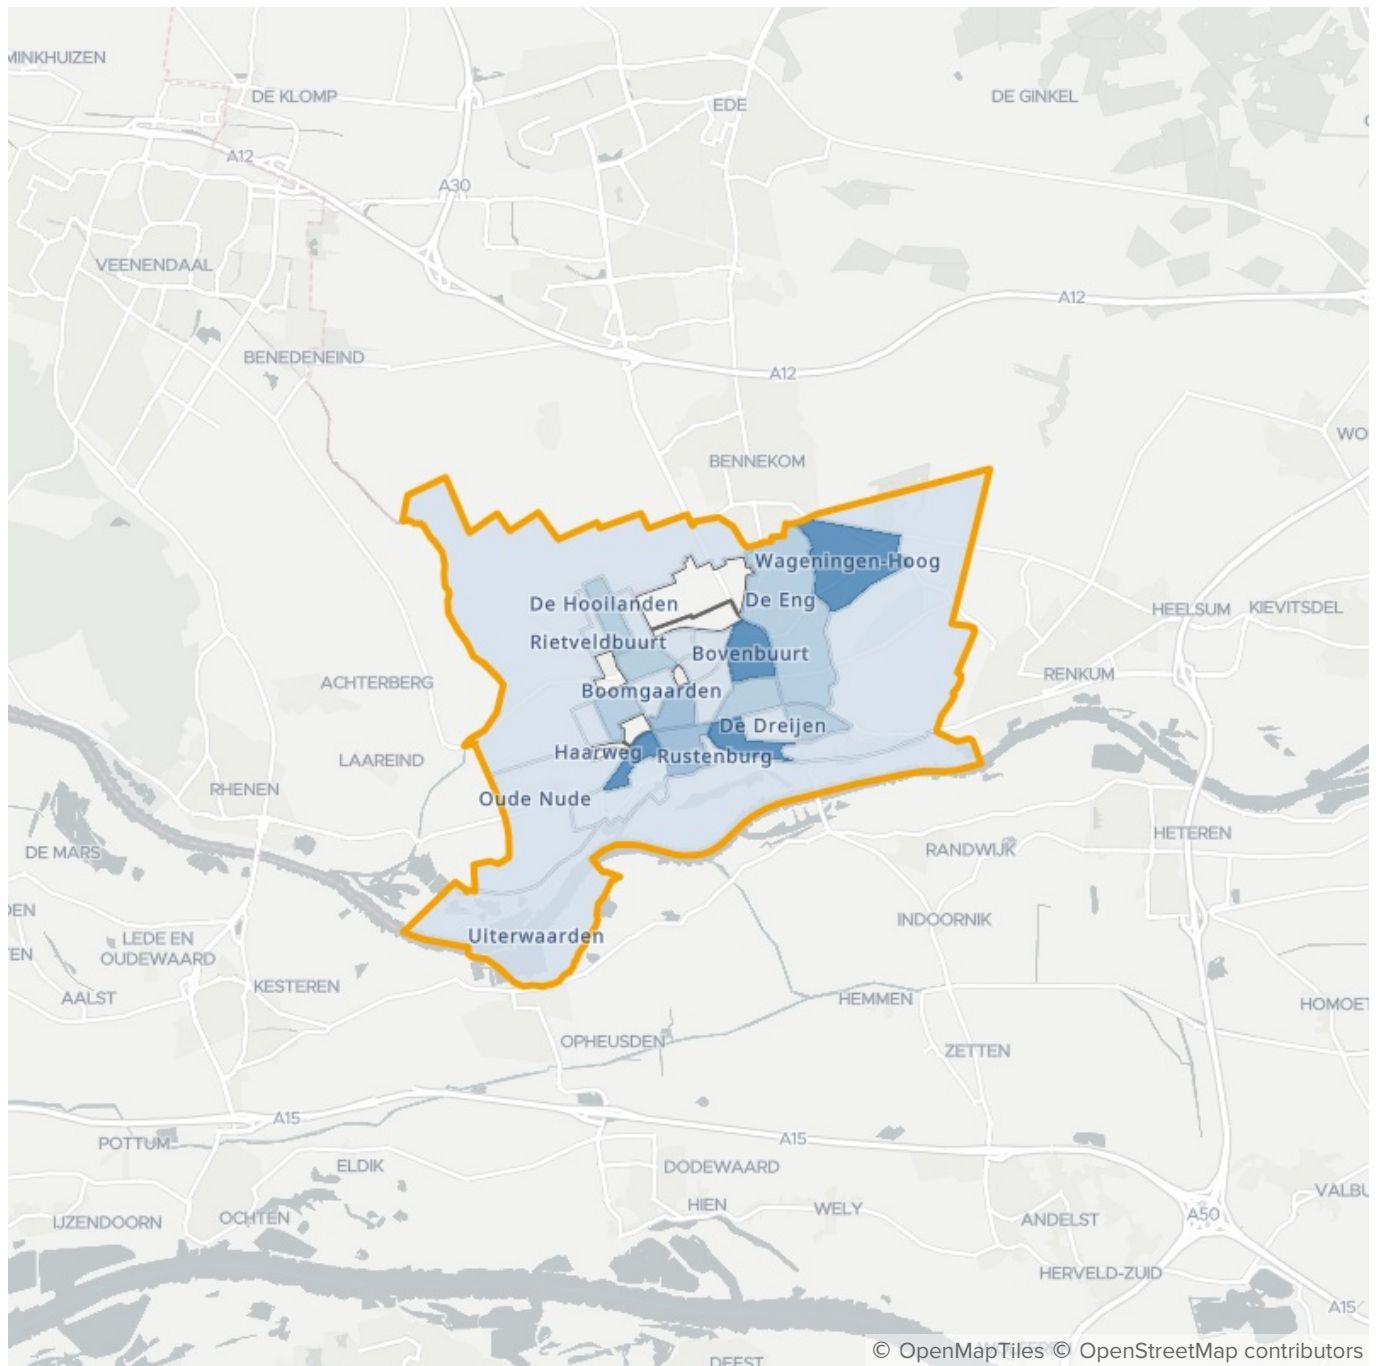 MINKHUIZEN
DE KLOMP
EDE
DE GINKEL
A12
A30
VEENENDAAL
A12
BENEDENEIND
A12
BENNEKOM
Wageningen-Hoog
De Hooilanden
De Eng
HEELSUM
KIEVITSDEL
Rietveldbuurt
Bovenbuurt
RENKUM
ACHTERBERG
Boomgaarden
De Dreijen
LAAREIND
Haarweg
Rustenburg
RHENEN
Oude Nude
HETEREN
DE MARS
RANDWIJK
INDOORNIK
LEDE EN
OUDEWAARD
Uiterwaarden
KESTEREN
AALST
HEMMEN
HOMOET
OPHEUSDEN
ZETTEN
A15
POTTUM
A15
ELDIK
DODEWAARD
HIEN
WELY
VALBU
IJZENDOORN
OCHTEN
ANDELST
A50
HERVELD-ZUID
A15
DEEST
© OpenMapTiles © OpenStreetMap contributors